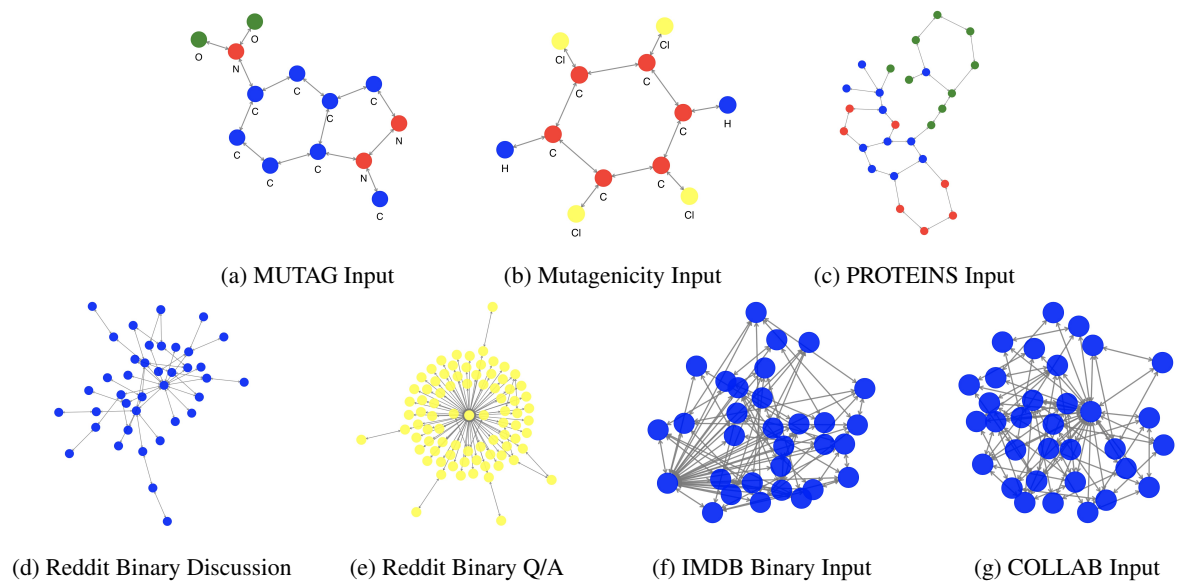 O
O
N
C
C
C
C
C
C
C
N
N
C
(a) MUTAG Input
Cl
Cl
C
C
C
H
C
H
C
C
Cl
Cl
(b) Mutagenicity Input
(c) PROTEINS Input
(d) Reddit Binary Discussion
(e) Reddit Binary Q/A
(f) IMDB Binary Input
(g) COLLAB Input